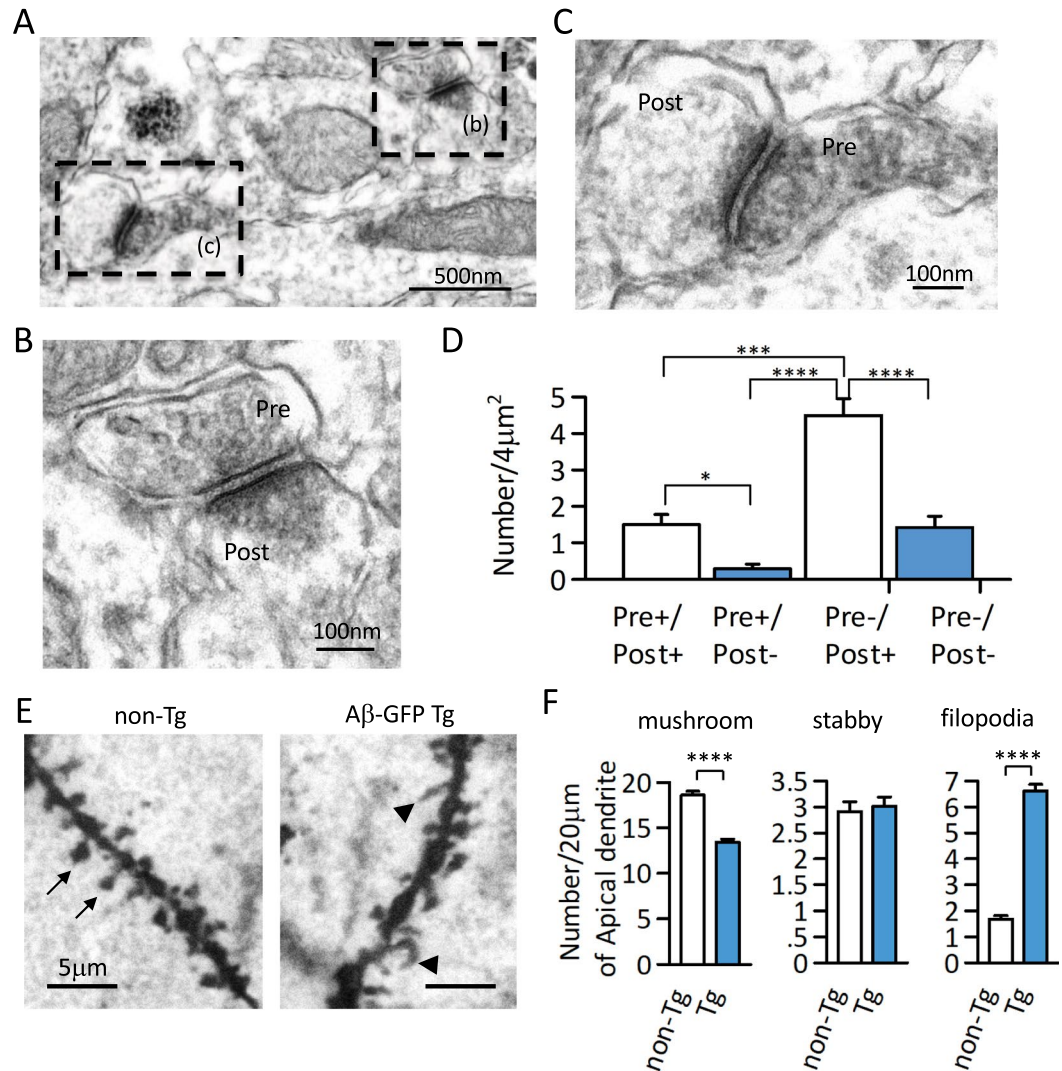 A
(b)
(c)
500nm
C
Post
Pre
100nm
B
Pre
Post
100nm
D
***
****
****
*
Number/4μm²
5
4
3
2
1
0
Pre+/
Post+
Pre+/
Post-
Pre-/
Post+
Pre-/
Post-
E
non-Tg
Aβ-GFP Tg
5μm
F
mushroom
stabby
filopodia
Number/20μm
of Apical dendrite
****
20
15
10
5
0
non-Tg
Tg
3.5
3
2.5
2
1.5
1
.5
0
non-Tg
Tg
****
7
6
5
4
3
2
1
0
non-Tg
Tg